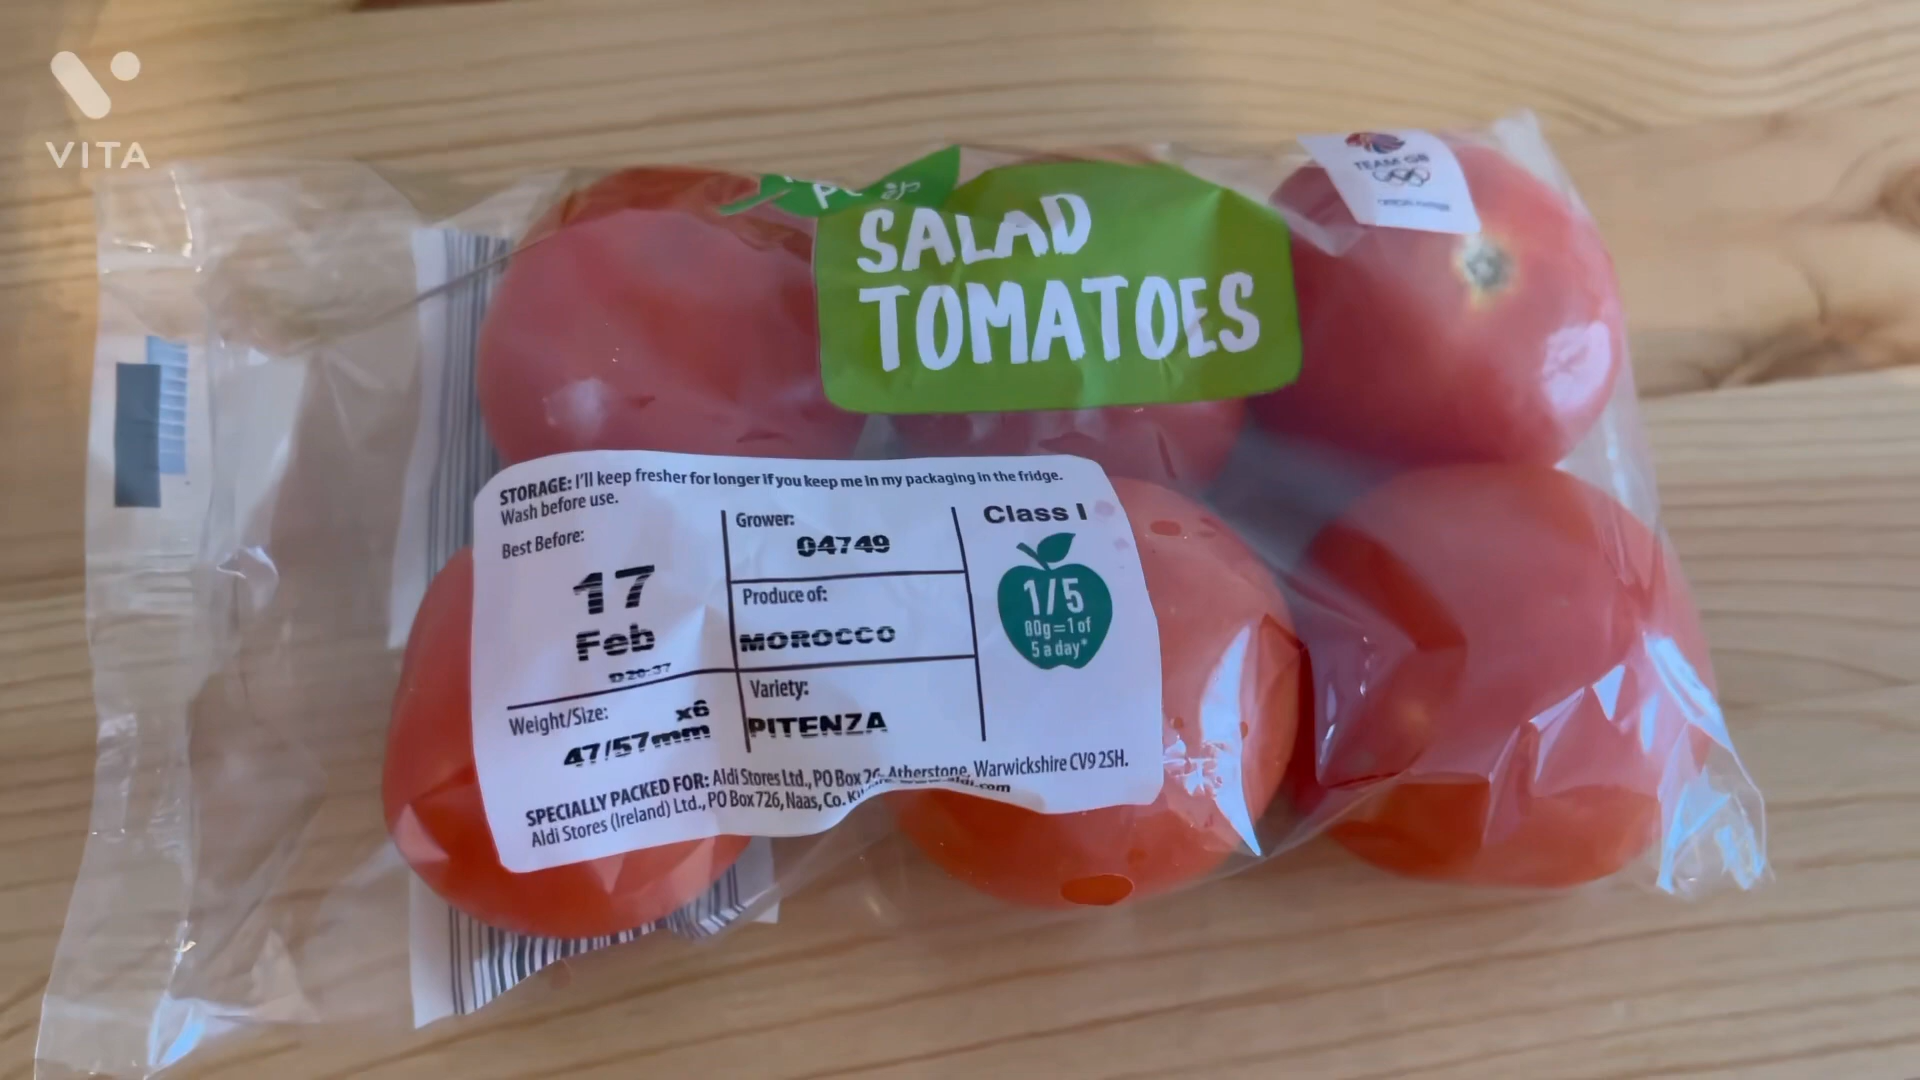 VITA
TEAM GB
SALAD
TOMATOES
STORAGE: I'll keep fresher for longer if you keep me in my packaging in the fridge.
Wash before use.
Best Before:
17
Feb
D20:37
Weight/Size:
x6
47/57mm
Grower:
04749
Produce of:
MOROCCO
Variety:
PITENZA
Class I
1/5
80g=1of
5 a day*
SPECIALLY PACKED FOR: Aldi Stores Ltd., PO Box 26, Atherstone, Warwickshire CV9 2SH.
Aldi Stores (Ireland) Ltd., PO Box 726, Naas, Co.